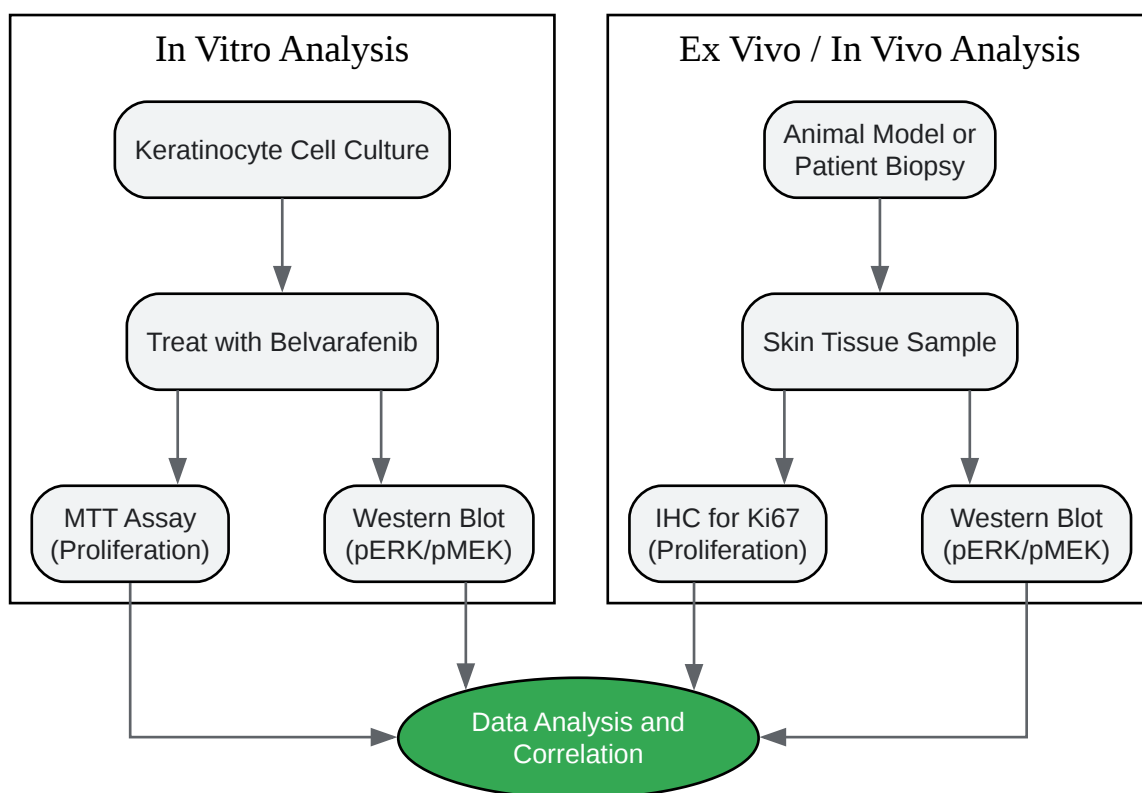 In Vitro Analysis
Keratinocyte Cell Culture
Treat with Belvarafenib
MTT Assay
(Proliferation)
Western Blot
(pERK/pMEK)
Ex Vivo / In Vivo Analysis
Animal Model or
Patient Biopsy
Skin Tissue Sample
IHC for Ki67
(Proliferation)
Western Blot
(pERK/pMEK)
Data Analysis and
Correlation